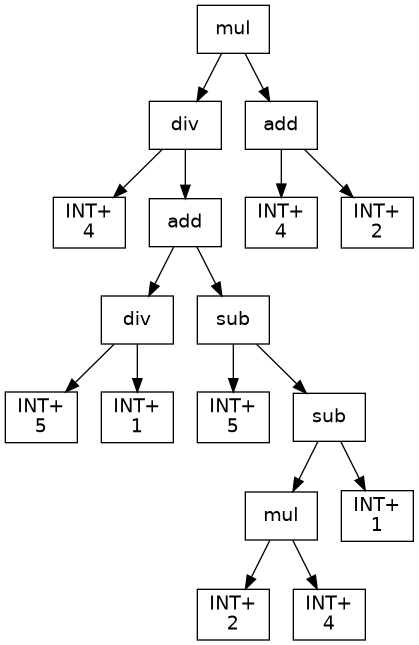 mul
div
add
INT+
4
add
INT+
4
INT+
2
div
sub
INT+
5
INT+
1
INT+
5
sub
mul
INT+
1
INT+
2
INT+
4